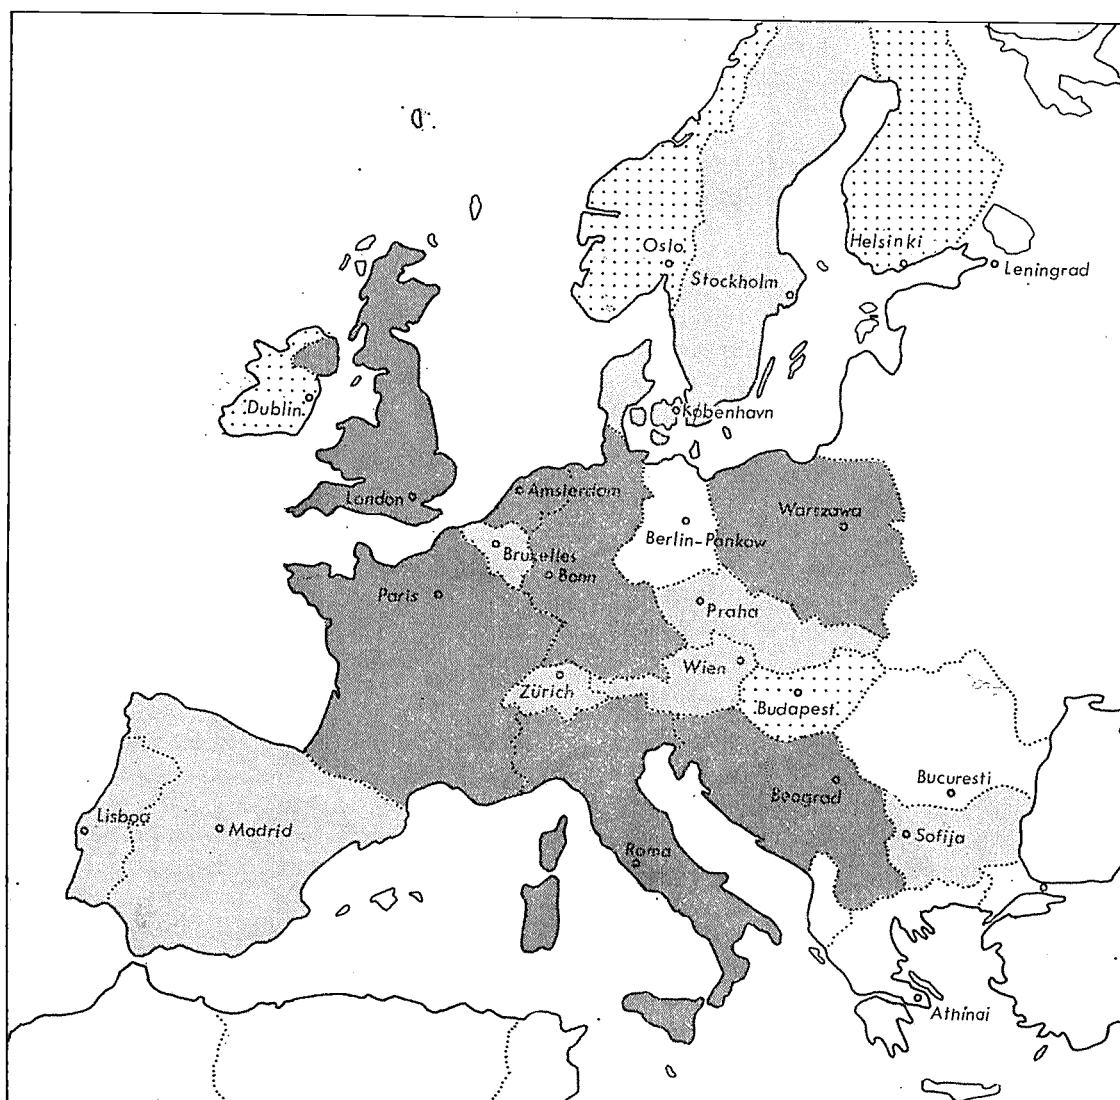 Oslo
Helsinki
Leningrad
Stockholm
København
Dublin
London
Amsterdam
Warszawa
Berlin-Pankow
Bruxelles
Bonn
Paris
Praha
Wien
Zürich
Budapest
Bucuresti
Beograd
Lisboa
Madrid
Sofija
Roma
Athínai